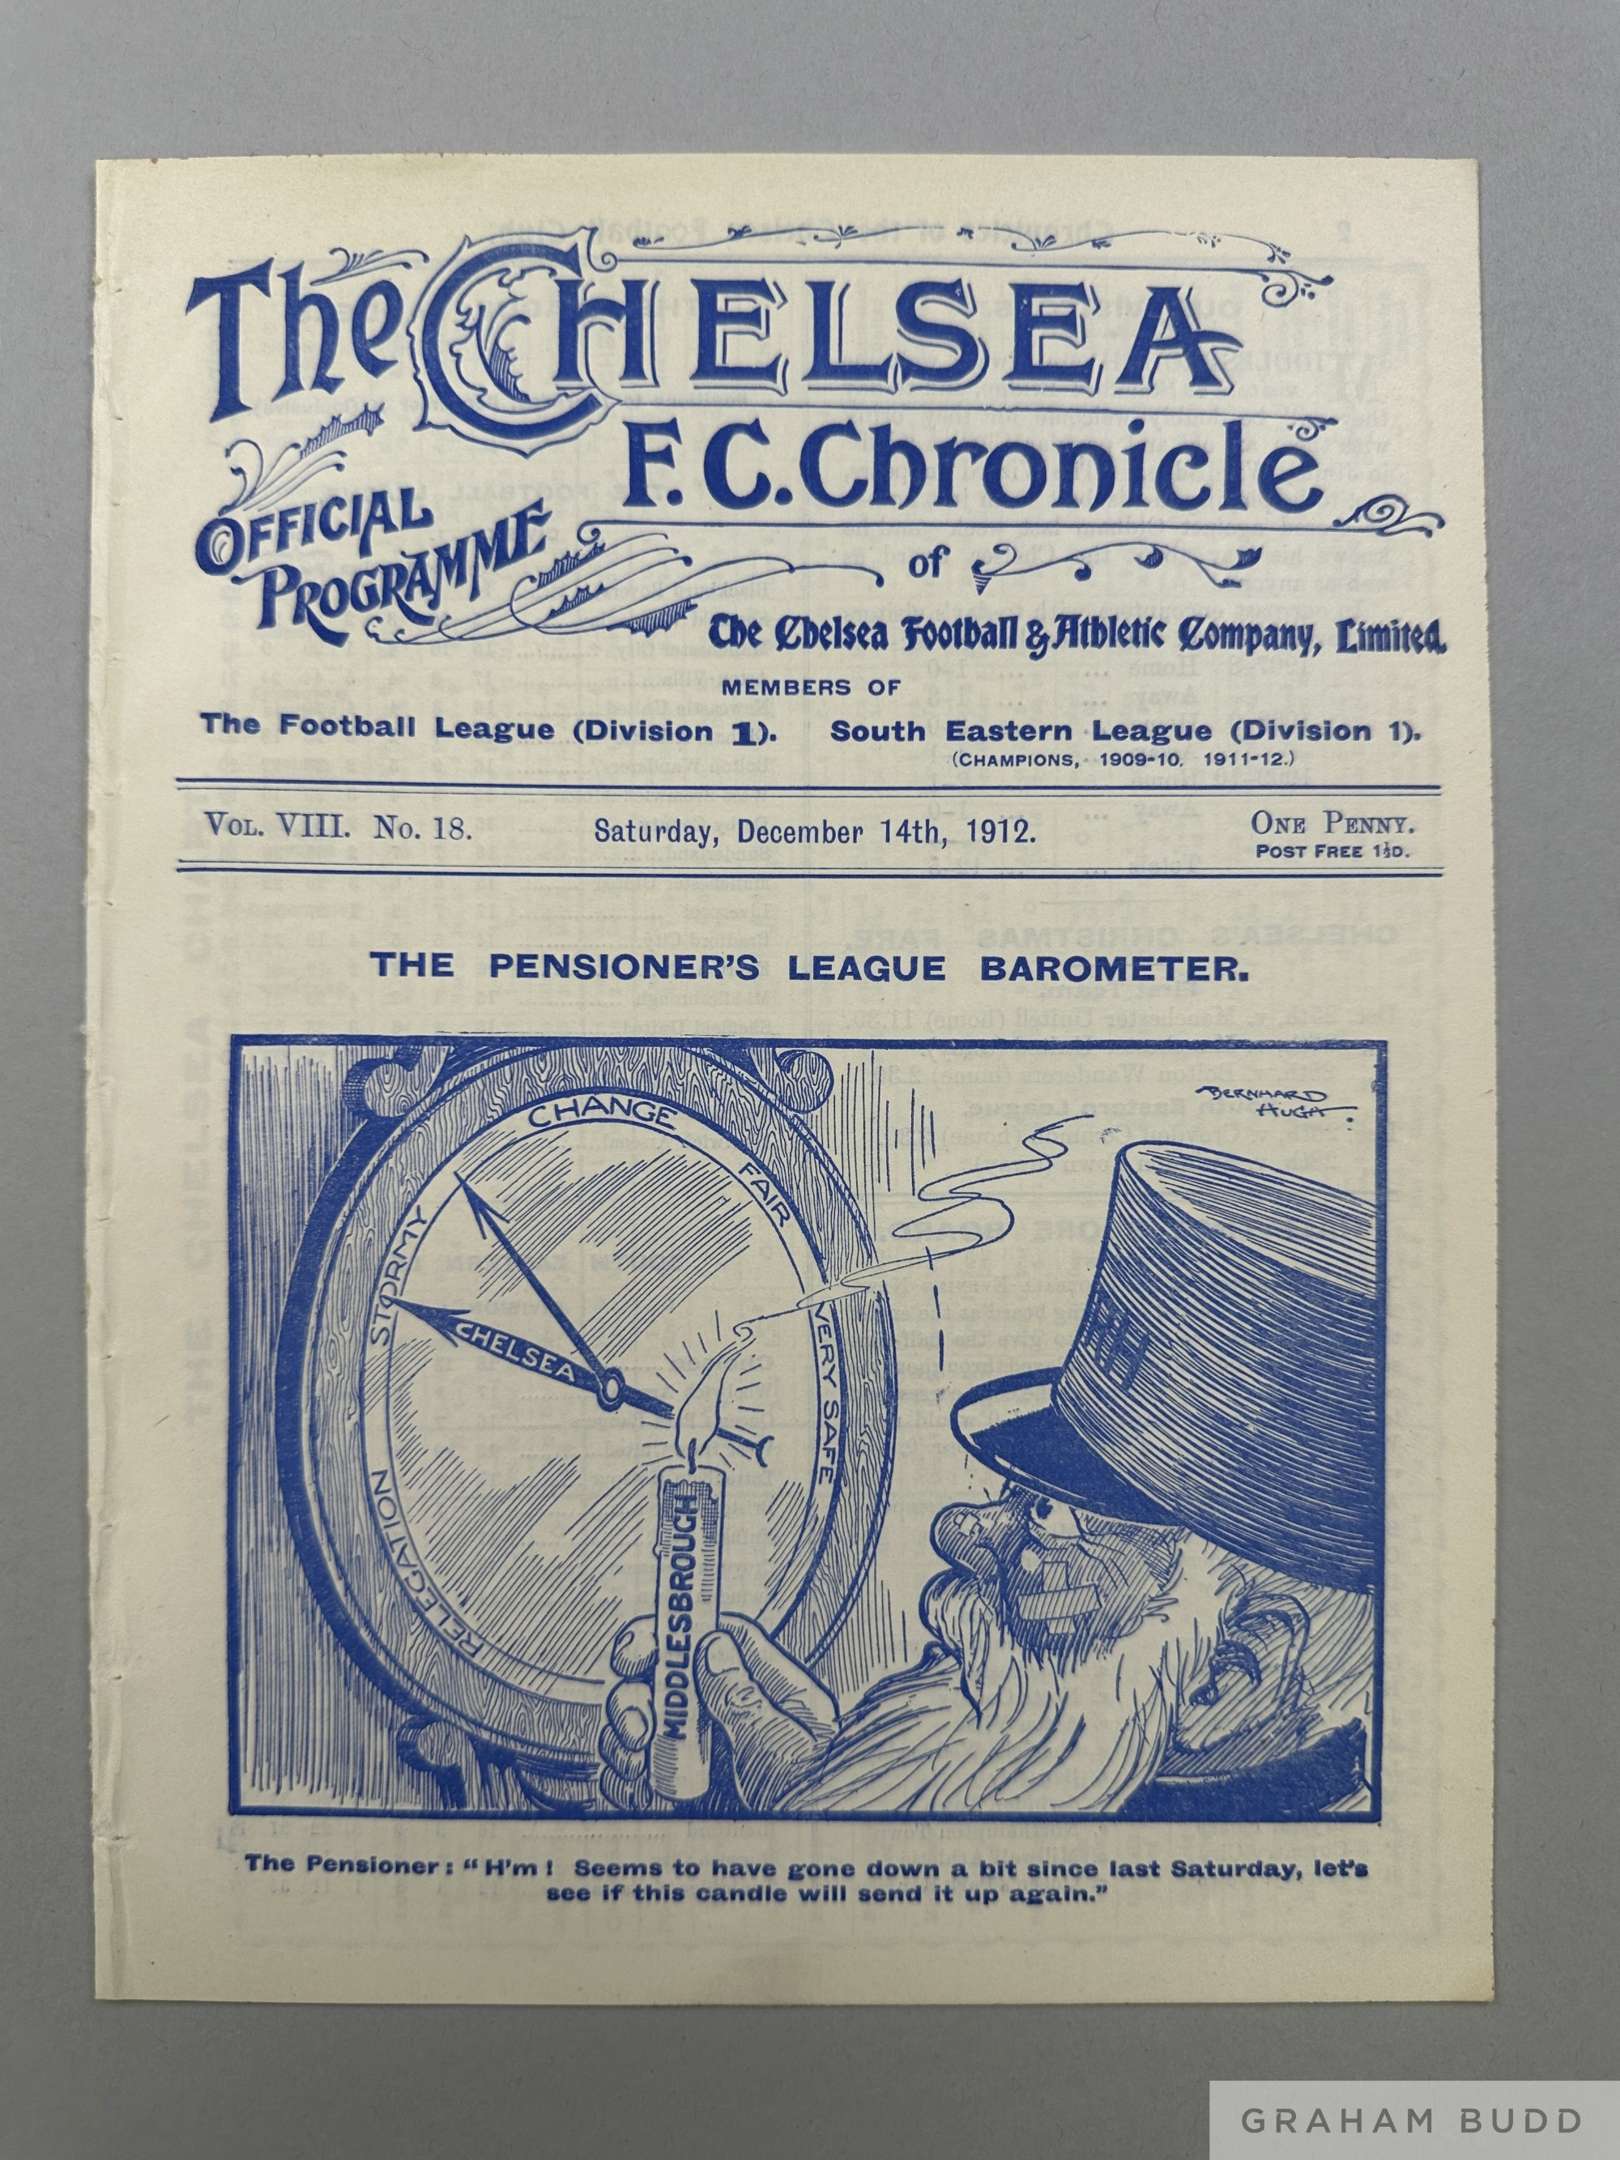 The CHELSEA
F.C. Chronicle
OFFICIAL
PROGRAMME
of
The Chelsea Football & Athletic Company, Limited.
MEMBERS OF
The Football League (Division 1). South Eastern League (Division 1).
(CHAMPIONS, 1909-10. 1911-12.)
VOL. VIII. No. 18. Saturday, December 14th, 1912. ONE PENNY.
POST FREE 1½D.
THE PENSIONER'S LEAGUE BAROMETER.
BERNHARD
HUGH
CHANGE
FAIR
STORMY
VERY SAFE
CHELSEA
RELEGATION
MIDDLESBROUGH
The Pensioner: "H'm! Seems to have gone down a bit since last Saturday, let's
see if this candle will send it up again."
GRAHAM BUDD